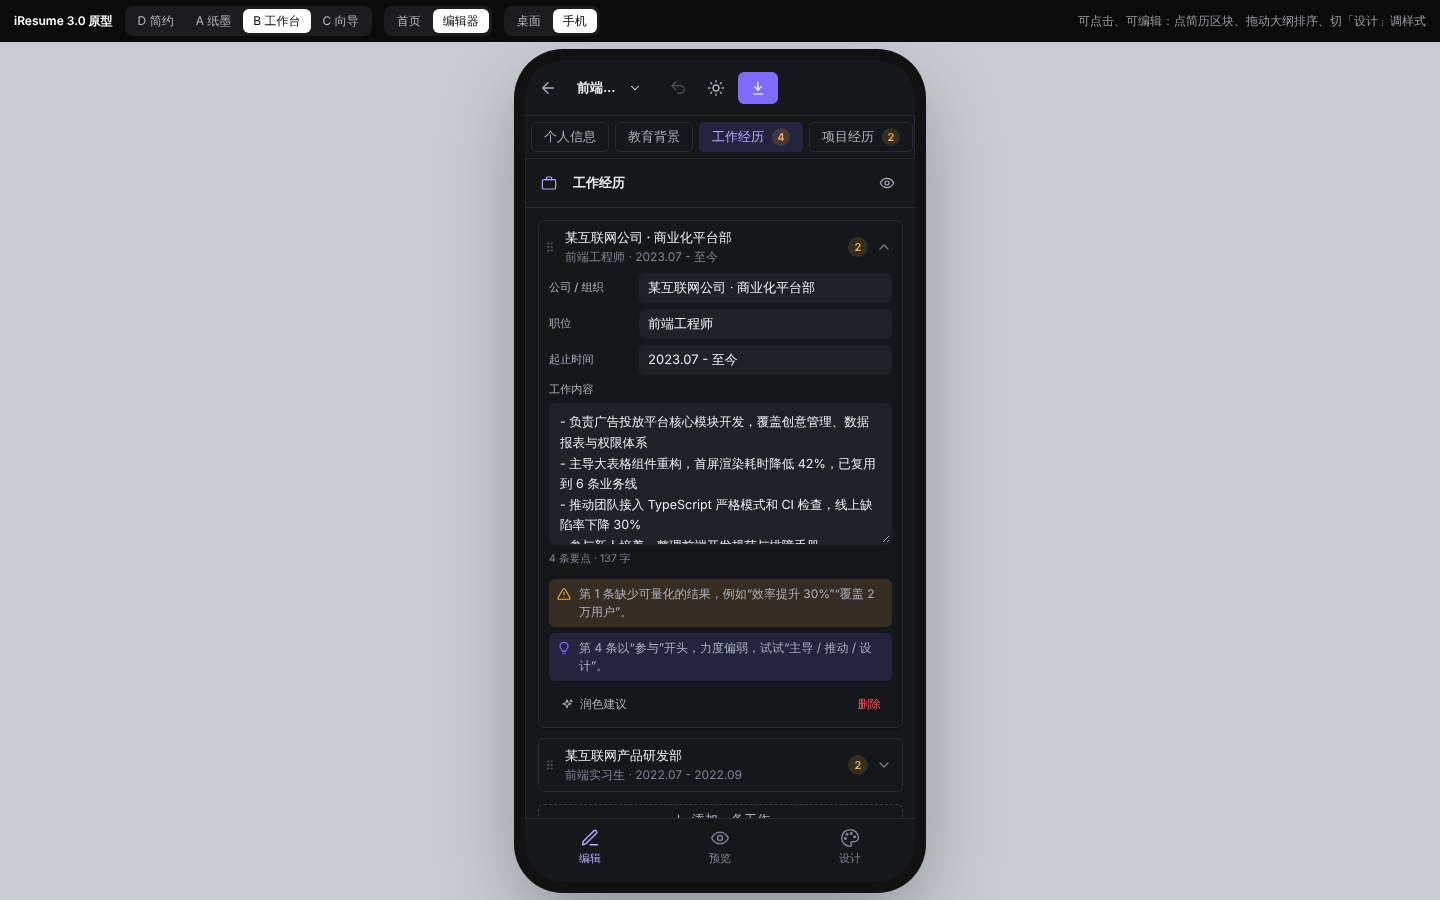 iResume 3.0 原型
D 简约
A 纸墨
B 工作台
C 向导
首页
编辑器
桌面
手机
可点击、可编辑：点简历区块、拖动大纲排序、切「设计」调样式
前端...
个人信息
教育背景
工作经历 4
项目经历 2
工作经历
某互联网公司 · 商业化平台部
前端工程师 · 2023.07 - 至今
2
公司 / 组织
某互联网公司 · 商业化平台部
职位
前端工程师
起止时间
2023.07 - 至今
工作内容
- 负责广告投放平台核心模块开发，覆盖创意管理、数据
报表与权限体系
- 主导大表格组件重构，首屏渲染耗时降低 42%，已复用
到 6 条业务线
- 推动团队接入 TypeScript 严格模式和 CI 检查，线上缺
陷率下降 30%
4 条要点 · 137 字
第 1 条缺少可量化的结果，例如“效率提升 30%”“覆盖 2
万用户”。
第 4 条以“参与”开头，力度偏弱，试试“主导 / 推动 / 设
计”。
润色建议
删除
某互联网产品研发部
前端实习生 · 2022.07 - 2022.09
2
编辑
预览
设计